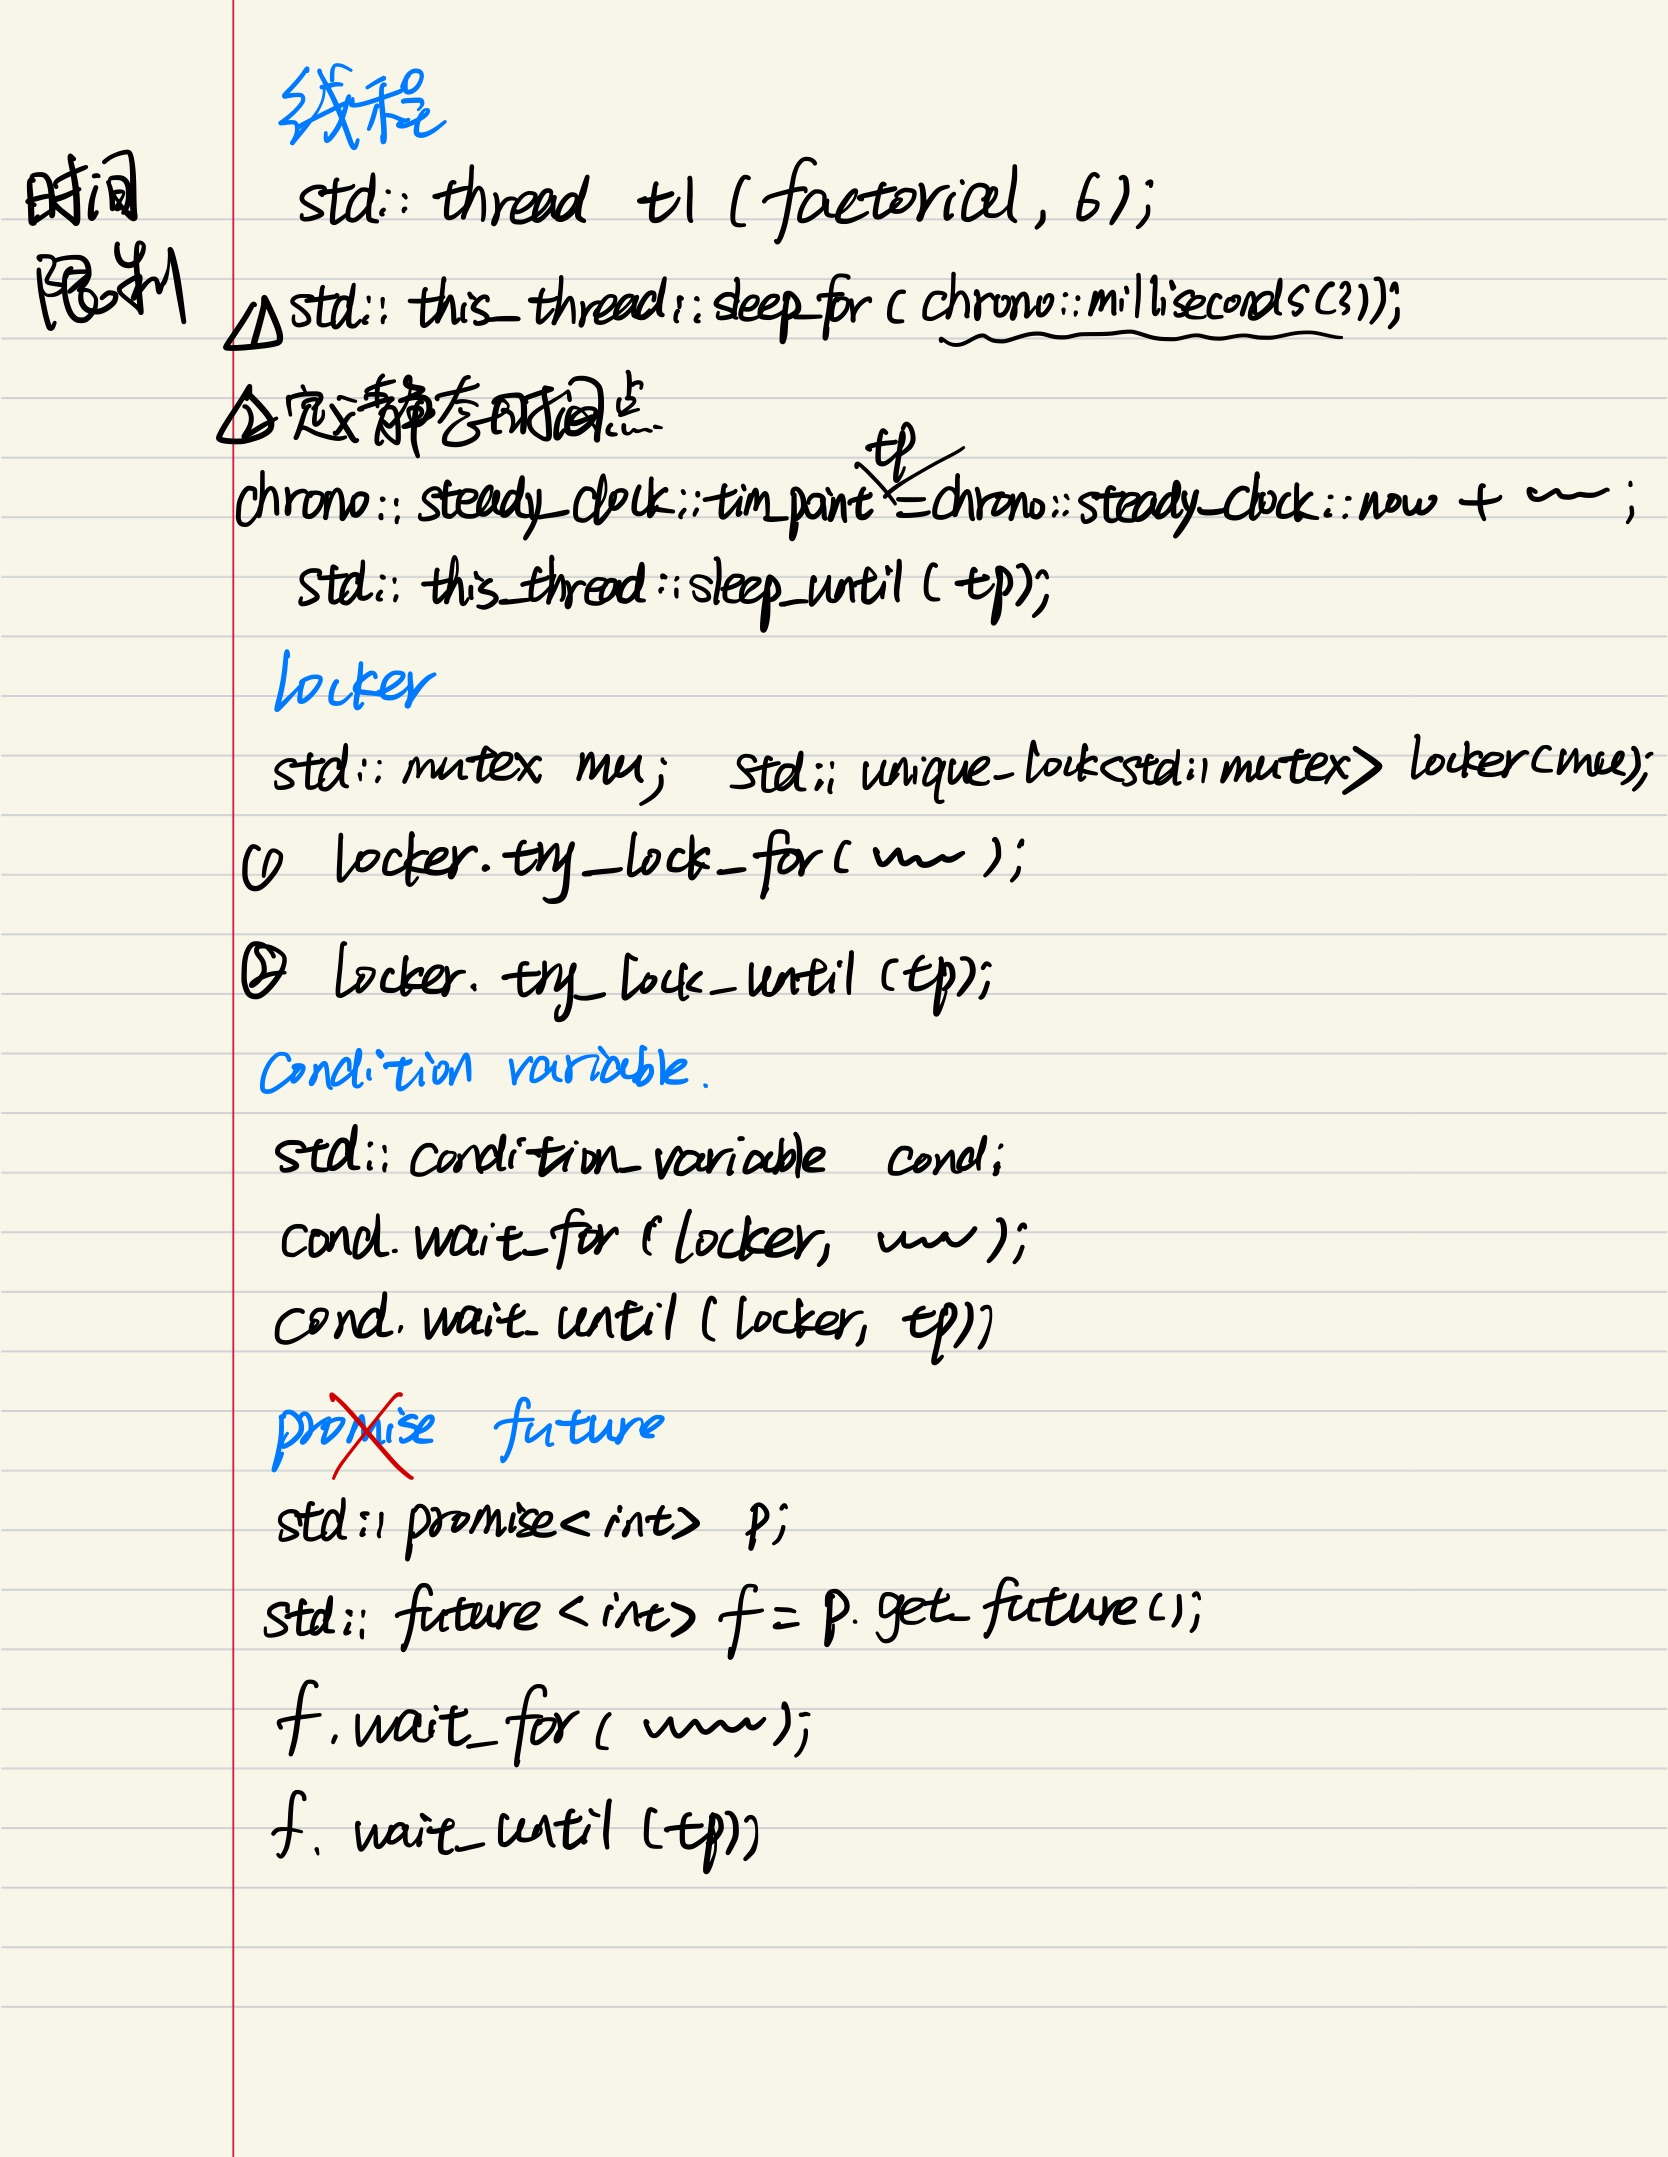 时间
限制
线程
std:: thread t1 (factorial, 6);
① std:: this_thread::sleep_for (chrono::milliseconds(3));
② 定义静态时间点
tp
chrono:: steady_clock::tim_point =chrono::steady_clock::now + ;
std:: this_thread::sleep_until (tp);
locker
std:: mutex mu; std:: unique_lock<std::mutex> locker(mu);
① locker.try_lock_for( );
② locker. try_lock_until (tp);
Condition variable.
std:: condition_variable cond;
cond.wait_for (locker, );
cond. wait_until (locker, tp);
promise future
std:: promise<int> p;
std:: future <int> f = p.get_future();
f.wait_for( );
f. wait_until (tp);